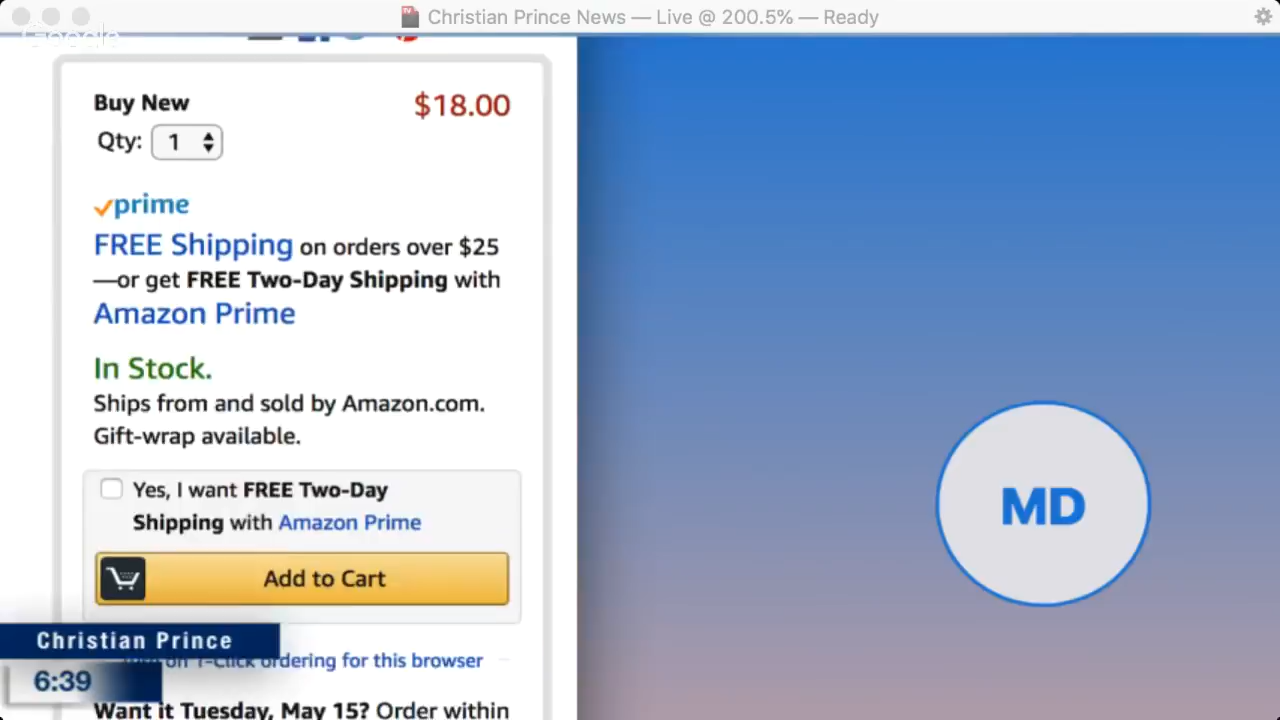 Christian Prince News — Live @ 200.5% — Ready
Google
Buy New
$18.00
Qty: 1
prime
FREE Shipping on orders over $25
—or get FREE Two-Day Shipping with
Amazon Prime
In Stock.
Ships from and sold by Amazon.com.
Gift-wrap available.
Yes, I want FREE Two-Day
Shipping with Amazon Prime
Add to Cart
MD
Christian Prince
on 1-Click ordering for this browser
6:39
Want it Tuesday, May 15? Order within